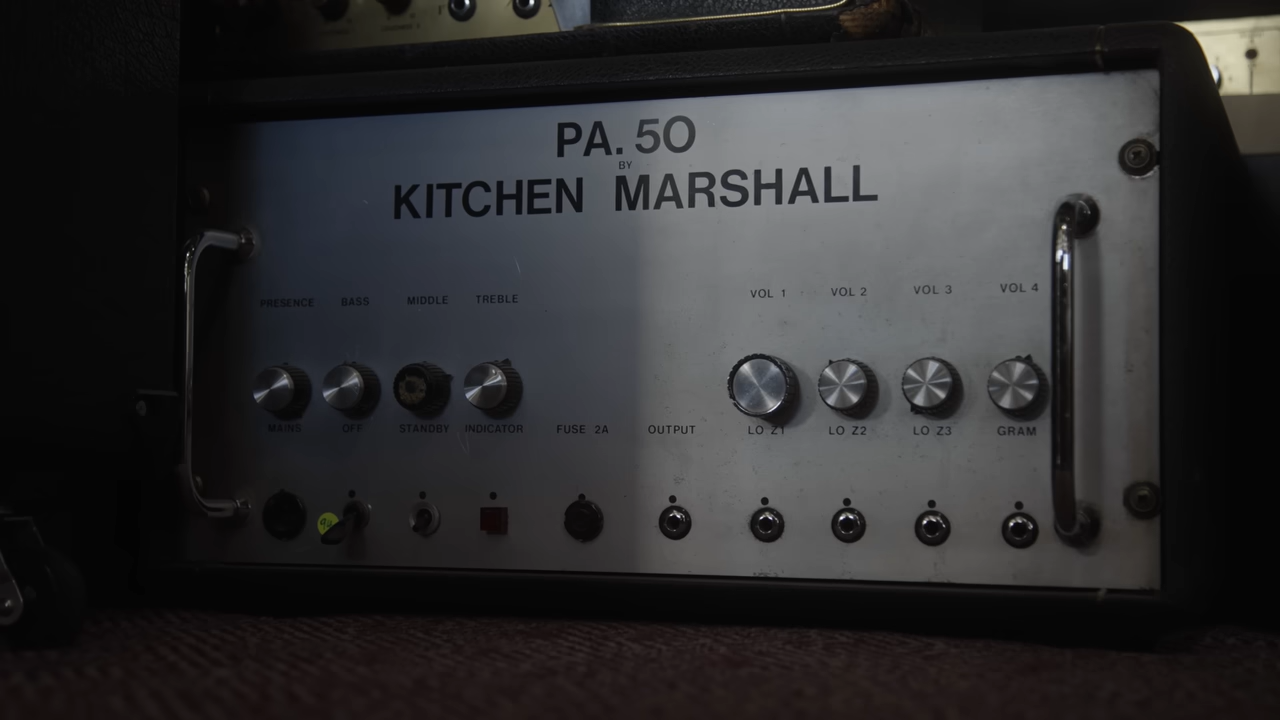 PA. 50
BY
KITCHEN MARSHALL
PRESENCE BASS MIDDLE TREBLE VOL 1 VOL 2 VOL 3 VOL 4
MAINS OFF STANDBY INDICATOR FUSE 2A OUTPUT LO Z1 LO Z2 LO Z3 GRAM